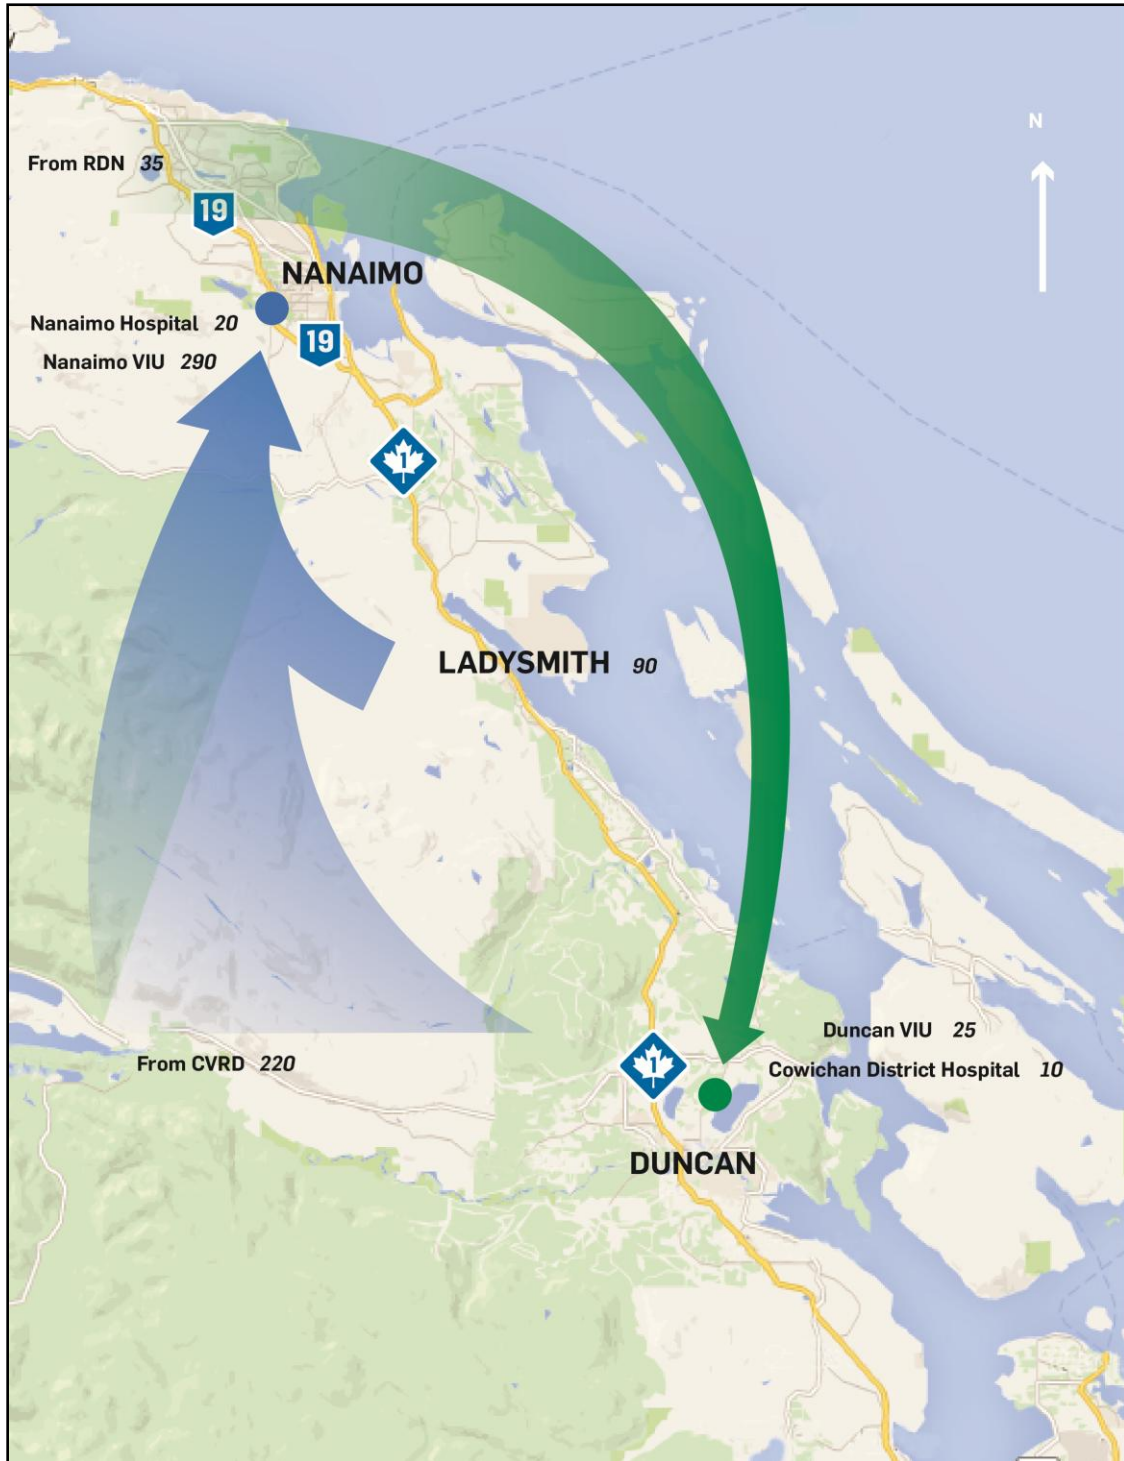 N
From RDN 35
19
NANAIMO
Nanaimo Hospital 20
19
Nanaimo VIU 290
1
LADYSMITH 90
Duncan VIU 25
From CVRD 220
1
Cowichan District Hospital 10
DUNCAN